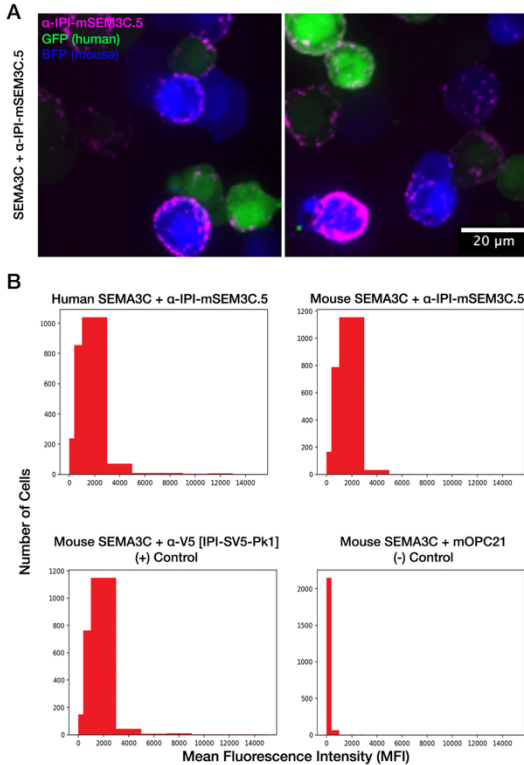 A
SEMA3C + α-IPI-mSEM3C.5
α-IPI-mSEM3C.5
GFP (human)
BFP (mouse)
20 μm
B
Human SEMA3C + α-IPI-mSEM3C.5
Mouse SEMA3C + α-IPI-mSEM3C.5
1000
800
600
400
200
0
0 2000 4000 6000 8000 10000 12000 14000
1200
1000
800
600
400
200
0
0 2000 4000 6000 8000 10000 12000 14000
Number of Cells
Mouse SEMA3C + α-V5 [IPI-SV5-Pk1]
(+) Control
Mouse SEMA3C + mOPC21
(-) Control
1200
1000
800
600
400
200
0
0 2000 4000 6000 8000 10000 12000 14000
2000
1500
1000
500
0
0 2000 4000 6000 8000 10000 12000 14000
Mean Fluorescence Intensity (MFI)